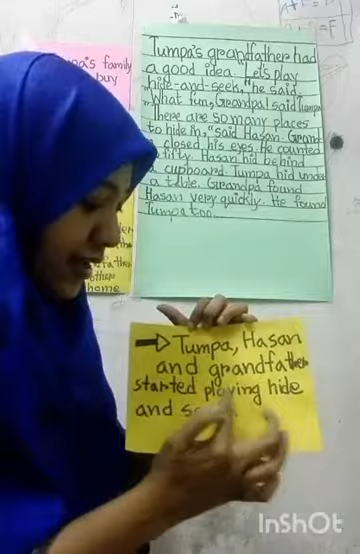 pa's family
buy
Tumpa's grandfather had
a good idea. "Let's play
hide-and-seek," he said.
"What fun, Grandpa! said Tumpa
There are so many places
to hide in," said Hasan. Grand
closed his eyes. He counted
fifty. Hasan hid behind
a cupboard. Tumpa hid under
a table. Grandpa found
Hasan very quickly. He found
Tumpa too.
home
→ Tumpa, Hasan
and grandfather
started playing hide
and
InShOt